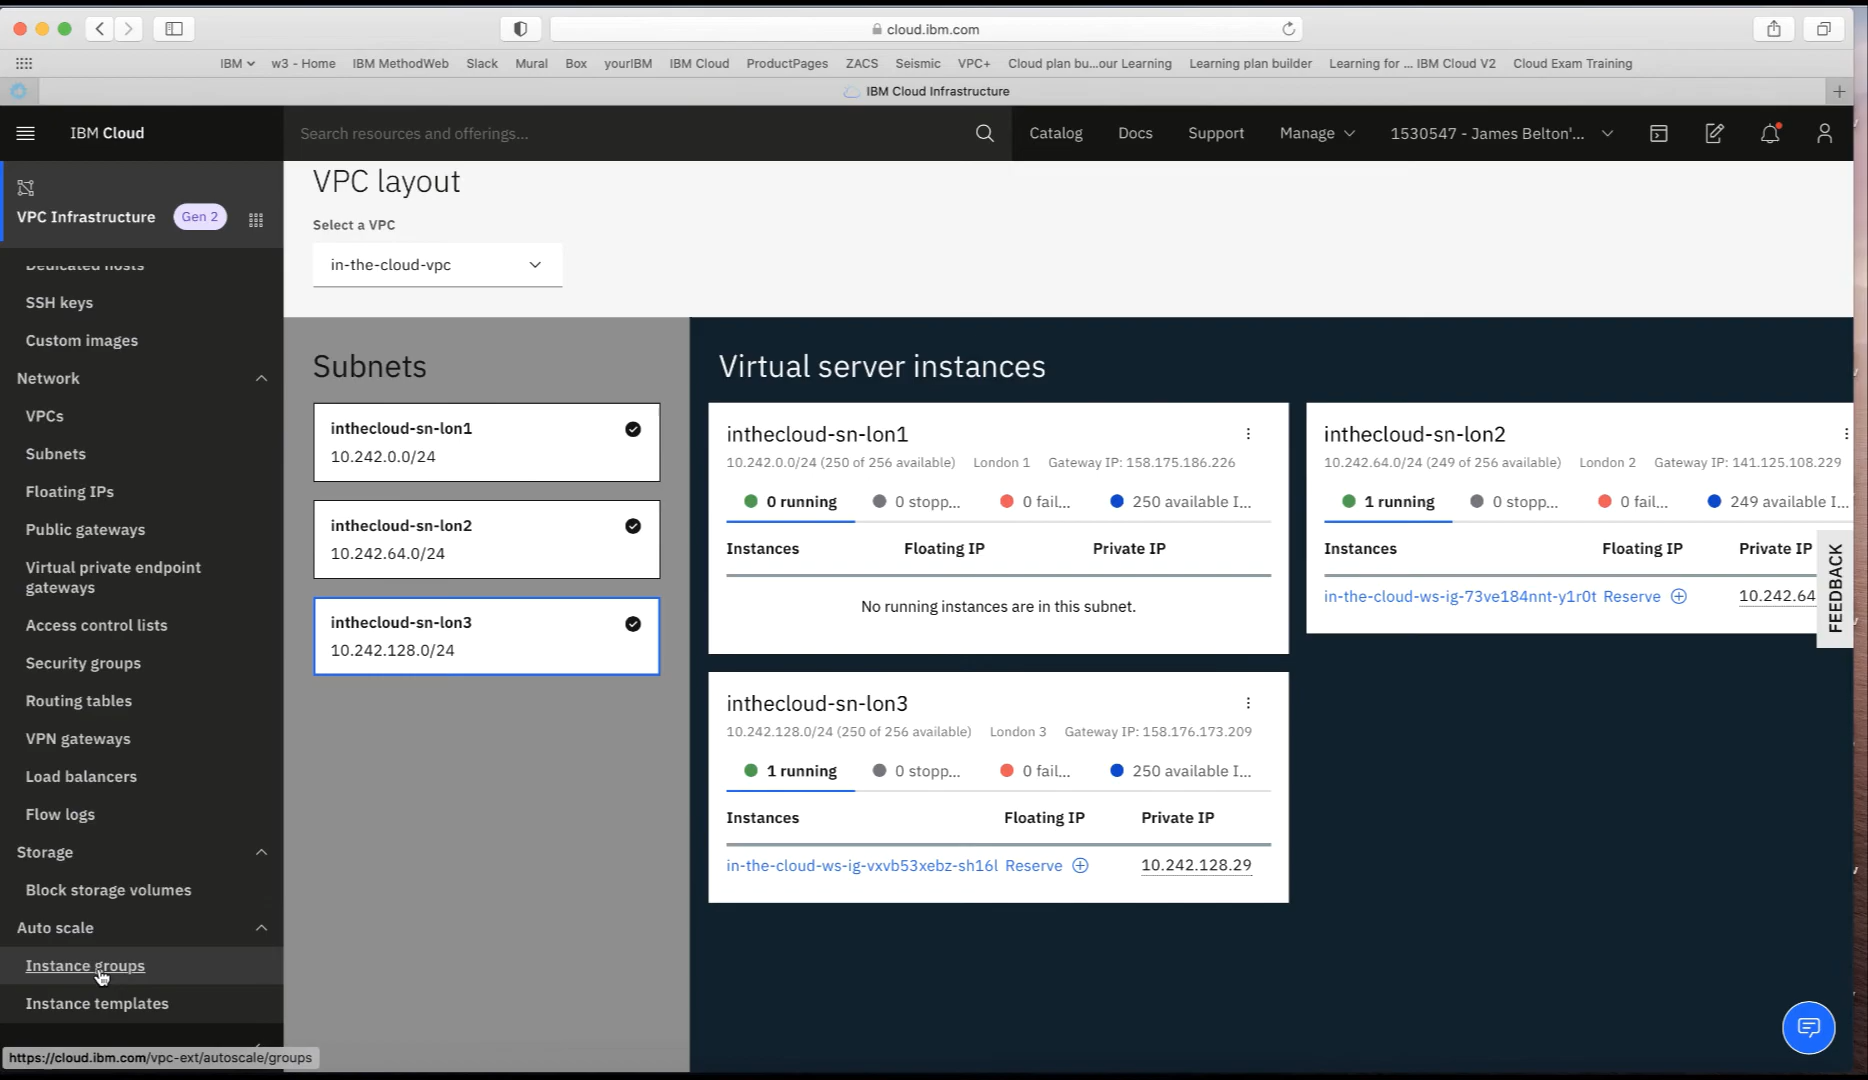 cloud.ibm.com
IBM
w3 - Home
IBM MethodWeb
Slack
Mural
Box
yourIBM
IBM Cloud
ProductPages
ZACS
Seismic
VPC+
Cloud plan bu...our Learning
Learning plan builder
Learning for ... IBM Cloud V2
Cloud Exam Training
IBM Cloud Infrastructure
IBM Cloud
Search resources and offerings...
Catalog
Docs
Support
Manage
1530547 - James Belton'...
VPC Infrastructure
Gen 2
Dedicated hosts
SSH keys
Custom images
Network
VPCs
Subnets
Floating IPs
Public gateways
Virtual private endpoint
gateways
Access control lists
Security groups
Routing tables
VPN gateways
Load balancers
Flow logs
Storage
Block storage volumes
Auto scale
Instance groups
Instance templates
https://cloud.ibm.com/vpc-ext/autoscale/groups
VPC layout
Select a VPC
in-the-cloud-vpc
Subnets
inthecloud-sn-lon1
10.242.0.0/24
inthecloud-sn-lon2
10.242.64.0/24
inthecloud-sn-lon3
10.242.128.0/24
Virtual server instances
inthecloud-sn-lon1
10.242.0.0/24 (250 of 256 available) London 1 Gateway IP: 158.175.186.226
0 running 0 stopp... 0 fail... 250 available I...
Instances Floating IP Private IP
No running instances are in this subnet.
inthecloud-sn-lon2
10.242.64.0/24 (249 of 256 available) London 2 Gateway IP: 141.125.108.229
1 running 0 stopp... 0 fail... 249 available I...
Instances Floating IP Private IP
in-the-cloud-ws-ig-73ve184nnt-y1r0t Reserve 10.242.64
inthecloud-sn-lon3
10.242.128.0/24 (250 of 256 available) London 3 Gateway IP: 158.176.173.209
1 running 0 stopp... 0 fail... 250 available I...
Instances Floating IP Private IP
in-the-cloud-ws-ig-vxvb53xebz-sh16l Reserve 10.242.128.29
FEEDBACK